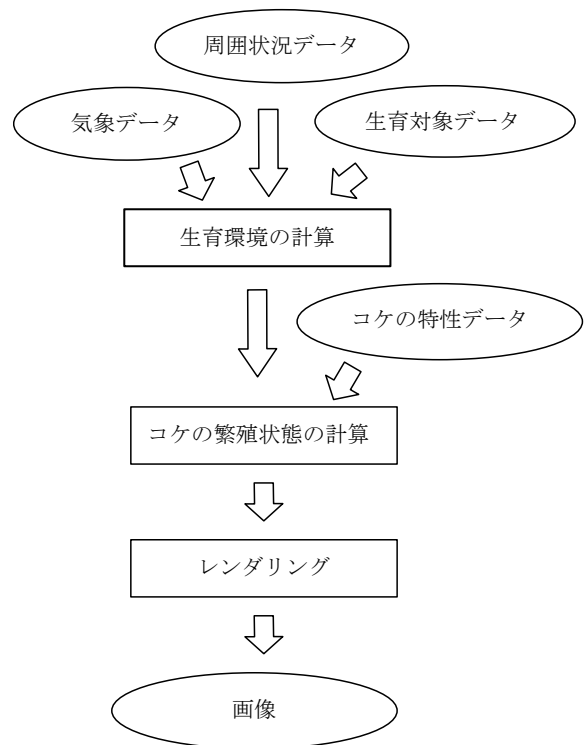 周囲状況データ
気象データ
生育対象データ
生育環境の計算
コケの特性データ
コケの繁殖状態の計算
レンダリング
画像